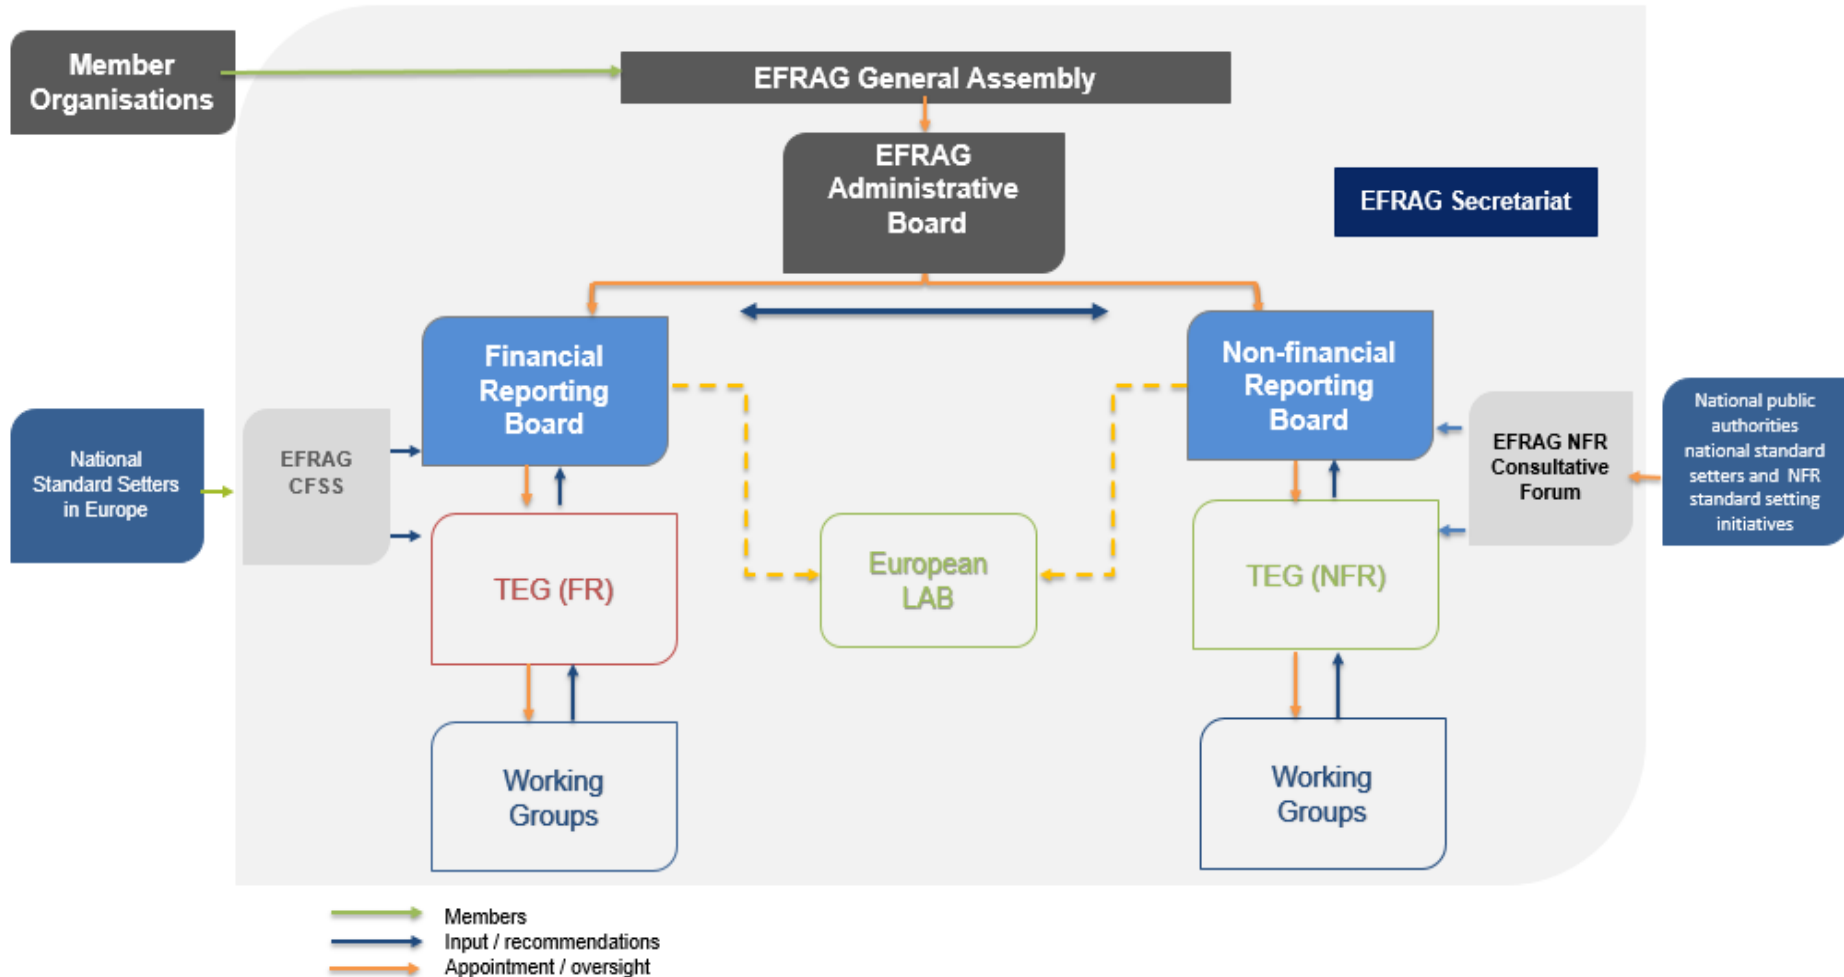 Member
Organisations
EFRAG General Assembly
EFRAG
Administrative
Board
EFRAG Secretariat
Financial
Reporting
Board
Non-financial
Reporting
Board
National
Standard Setters
in Europe
EFRAG
CFSS
EFRAG NFR
Consultative
Forum
National public
authorities
national standard
setters and NFR
standard setting
initiatives
TEG (FR)
European
LAB
TEG (NFR)
Working
Groups
Working
Groups
Members
Input / recommendations
Appointment / oversight